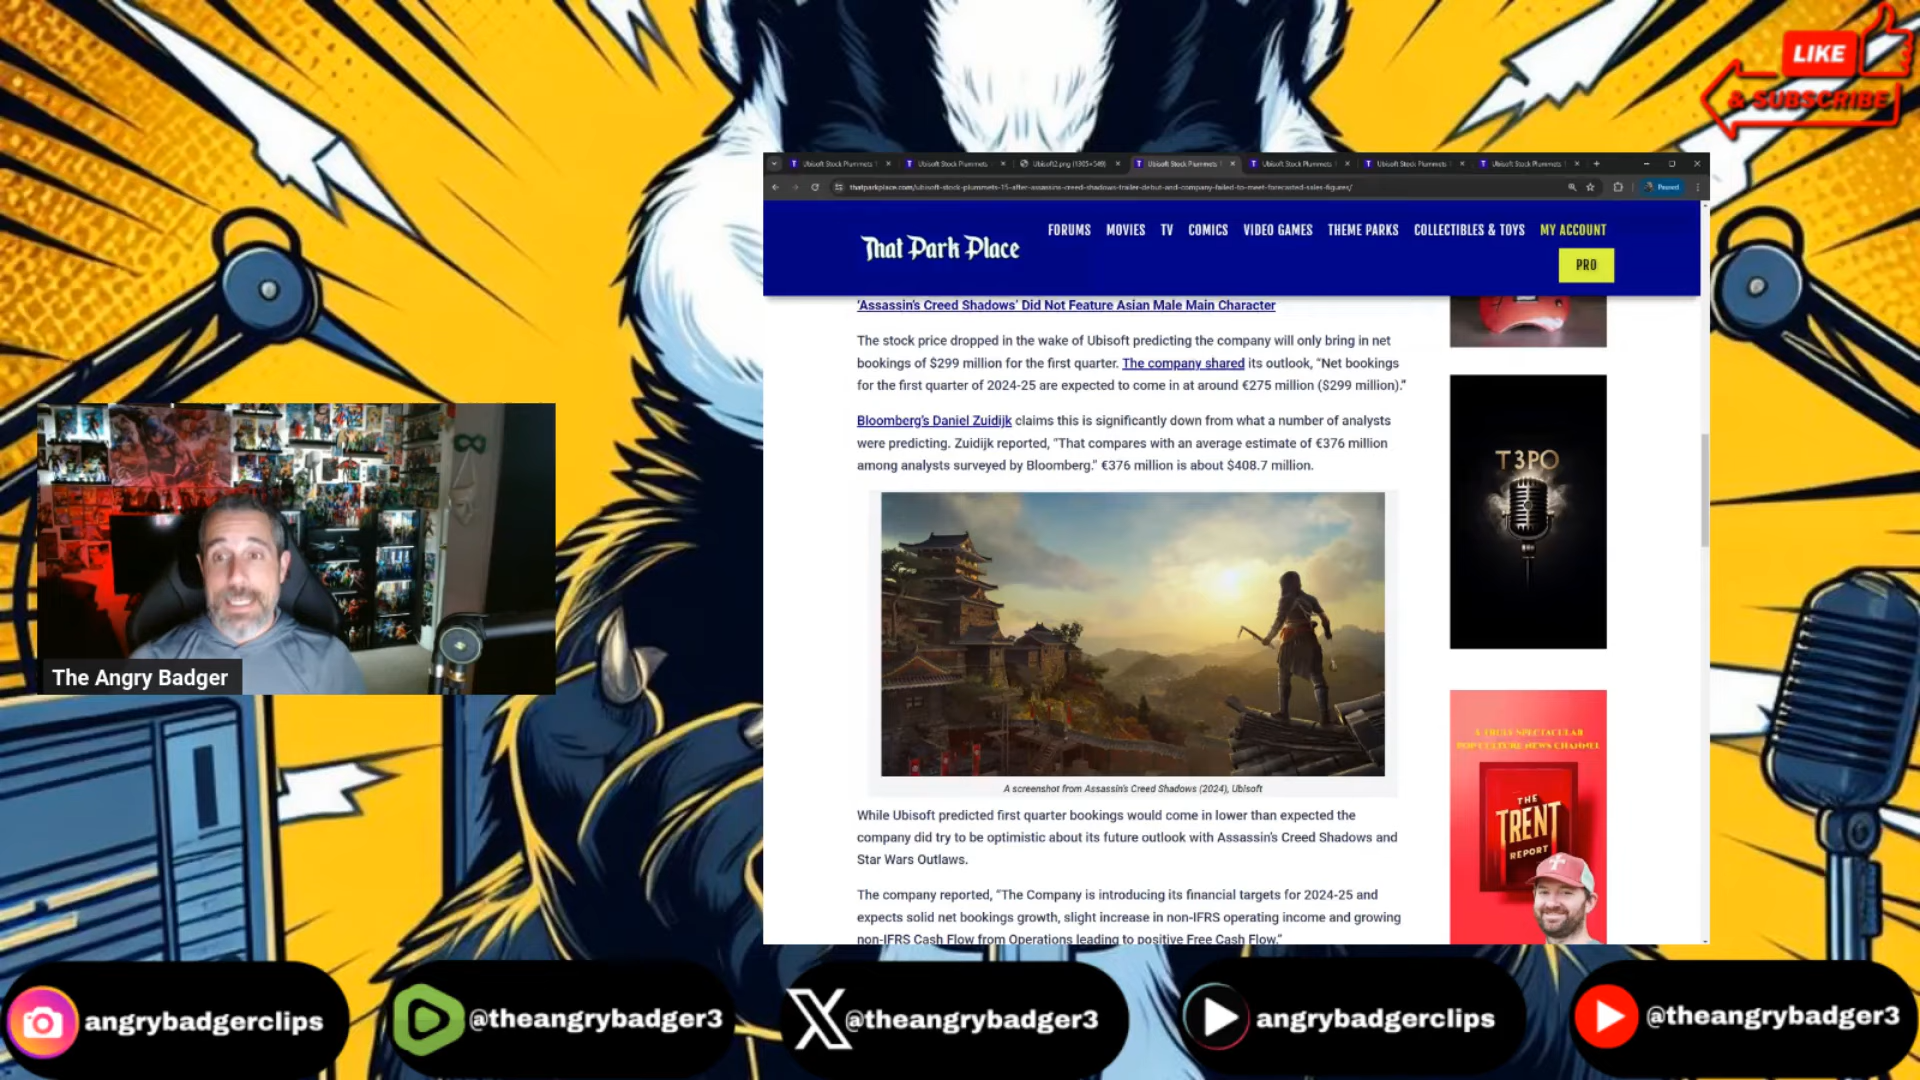 LIKE
& SUBSCRIBE
Ubisoft Stock Plummets
Ubisoft Stock Plummets
Ubisoft2.png (1305×549)
Ubisoft Stock Plummets
Ubisoft Stock Plummets
Ubisoft Stock Plummets
Ubisoft Stock Plummets
thatparkplace.com/ubisoft-stock-plummets-15-after-assassins-creed-shadows-trailer-debut-and-company-failed-to-meet-forecasted-sales-figures/
Paused
That Park Place
FORUMS MOVIES TV COMICS VIDEO GAMES THEME PARKS COLLECTIBLES & TOYS MY ACCOUNT
PRO
‘Assassin’s Creed Shadows’ Did Not Feature Asian Male Main Character
The stock price dropped in the wake of Ubisoft predicting the company will only bring in net
bookings of $299 million for the first quarter. The company shared its outlook, “Net bookings
for the first quarter of 2024-25 are expected to come in at around €275 million ($299 million).”
Bloomberg’s Daniel Zuidijk claims this is significantly down from what a number of analysts
were predicting. Zuidijk reported, “That compares with an average estimate of €376 million
among analysts surveyed by Bloomberg.” €376 million is about $408.7 million.
A screenshot from Assassin’s Creed Shadows (2024), Ubisoft
While Ubisoft predicted first quarter bookings would come in lower than expected the
company did try to be optimistic about its future outlook with Assassin’s Creed Shadows and
Star Wars Outlaws.
The company reported, “The Company is introducing its financial targets for 2024-25 and
expects solid net bookings growth, slight increase in non-IFRS operating income and growing
non-IFRS Cash Flow from Operations leading to positive Free Cash Flow.”
T3PO
A TRULY SPECTACULAR
POP CULTURE NEWS CHANNEL
THE
TRENT
REPORT
The Angry Badger
angrybadgerclips
@theangrybadger3
@theangrybadger3
angrybadgerclips
@theangrybadger3